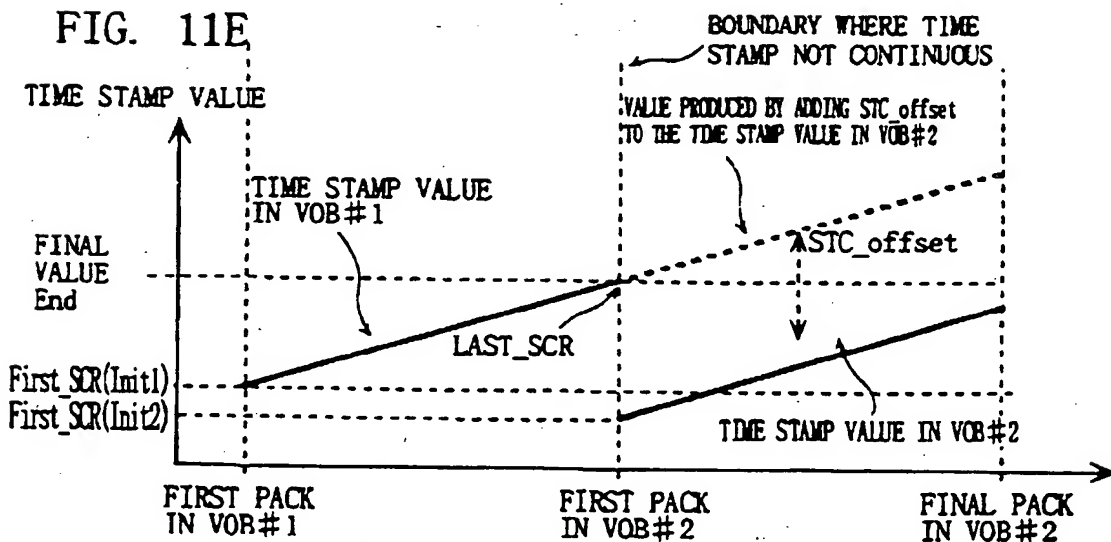 FIG. 11E
BOUNDARY WHERE TIME
STAMP NOT CONTINUOUS
TIME STAMP VALUE
VALUE PRODUCED BY ADDING STC_offset
TO THE TIME STAMP VALUE IN VOB#2
TIME STAMP VALUE
IN VOB#1
FINAL
VALUE
End
STC_offset
LAST_SCR
First_SCR(Init1)
First_SCR(Init2)
TIME STAMP VALUE IN VOB#2
FIRST PACK
IN VOB#1
FIRST PACK
IN VOB#2
FINAL PACK
IN VOB#2